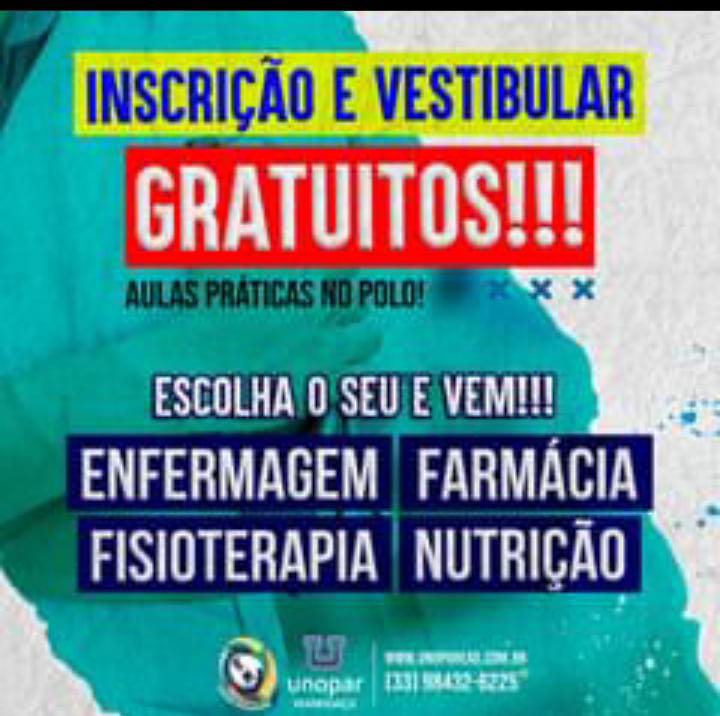 INSCRIÇÃO E VESTIBULAR
GRATUITOS!!!
AULAS PRÁTICAS NO POLO!
ESCOLHA O SEU E VEM!!!
ENFERMAGEM FARMÁCIA
FISIOTERAPIA NUTRIÇÃO
unopar
(33) 98432-6225